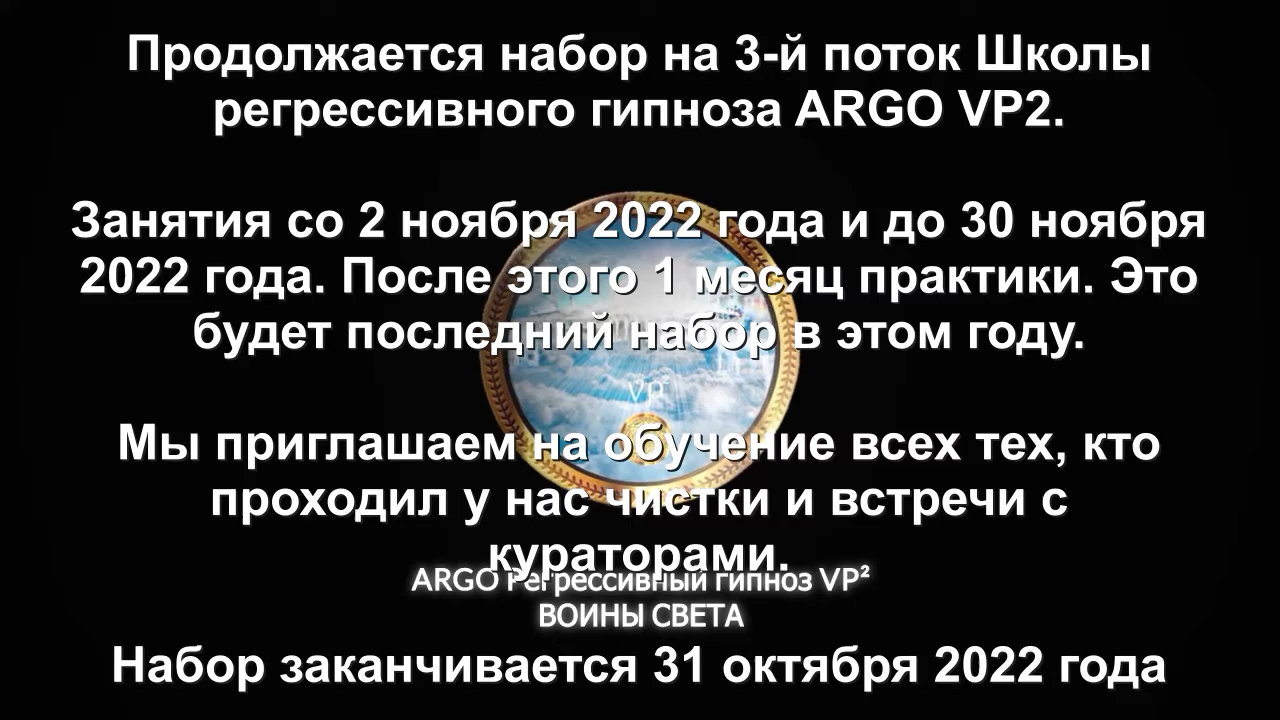 Продолжается набор на 3-й поток Школы
регрессивного гипноза ARGO VP2.
Занятия со 2 ноября 2022 года и до 30 ноября
2022 года. После этого 1 месяц практики. Это
будет последний набор в этом году.
VP²
Мы приглашаем на обучение всех тех, кто
проходил у нас чистки и встречи с
кураторами.
ARGO Регрессивный гипноз VP²
ВОИНЫ СВЕТА
Набор заканчивается 31 октября 2022 года